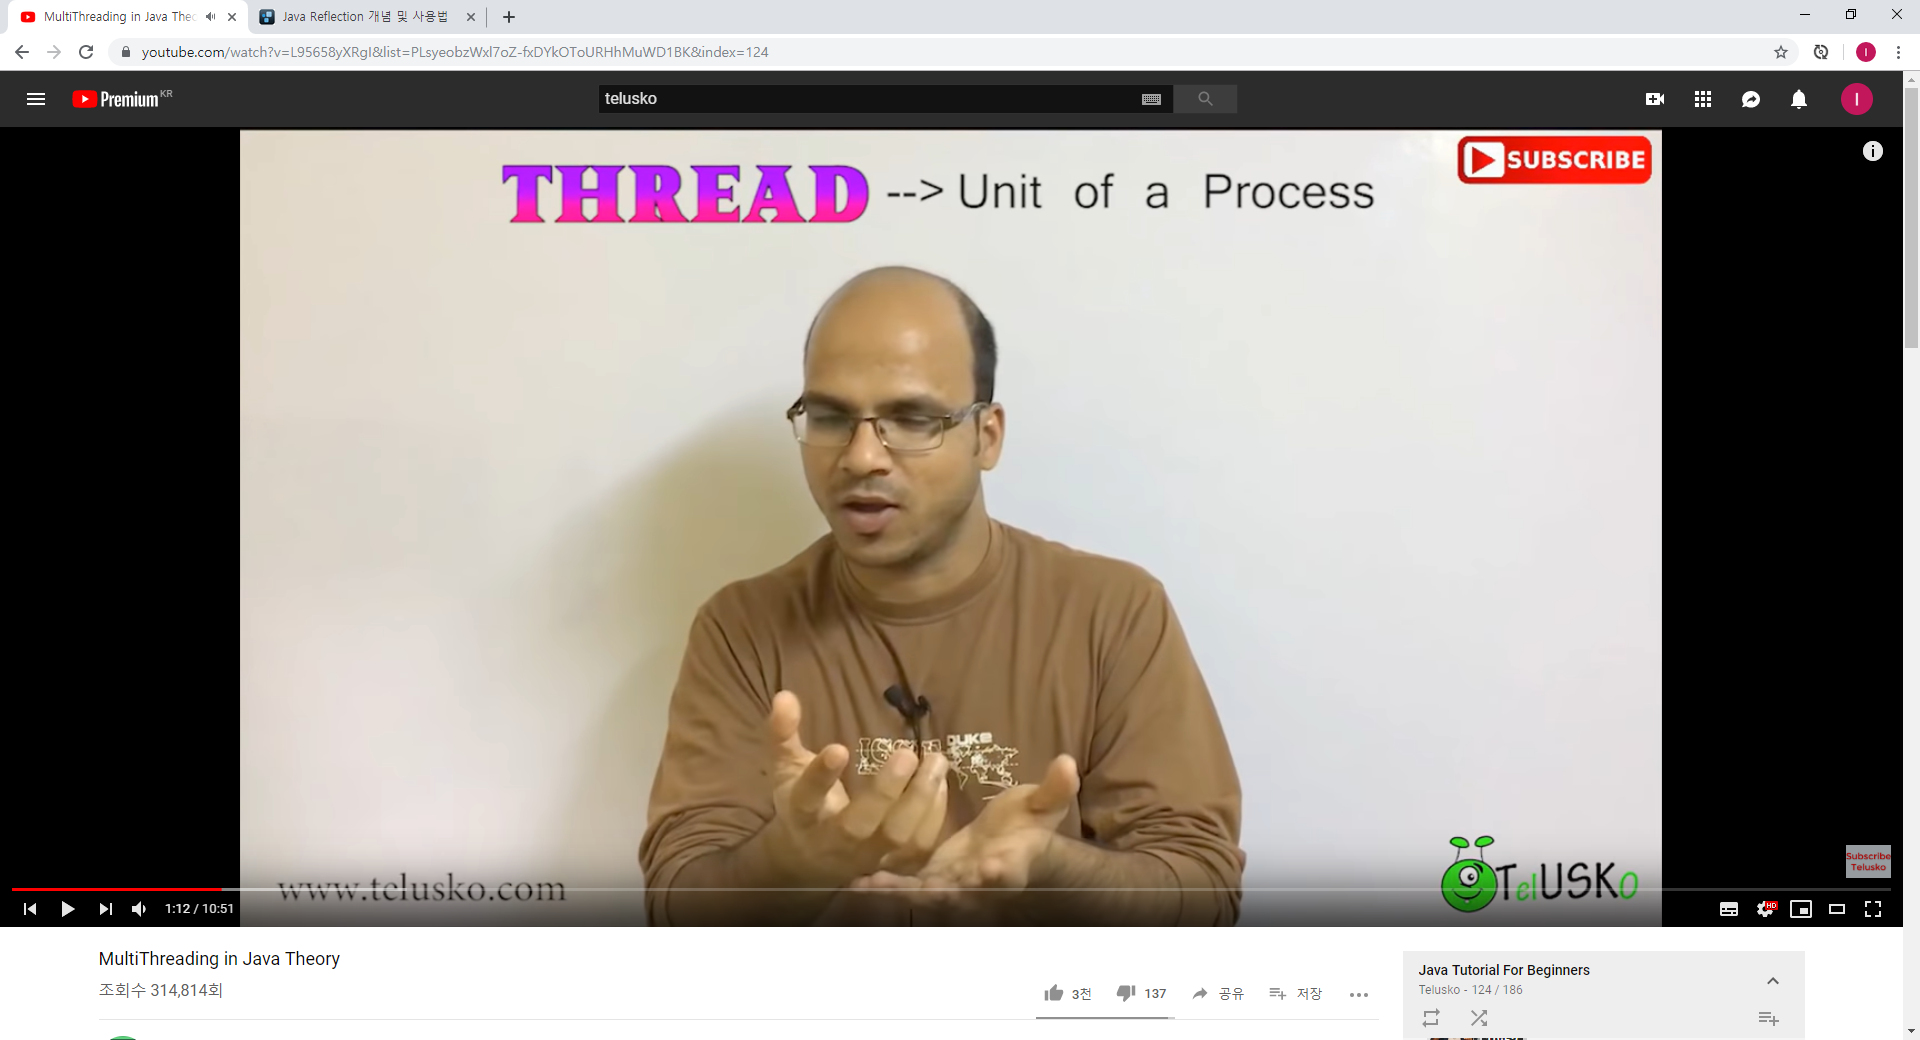 MultiThreading in Java Theo
Java Reflection 개념 및 사용법
youtube.com/watch?v=L95658yXRgI&list=PLsyeobzWxl7oZ-fxDYkOToURHhMuWD1BK&index=124
I
Premium KR
telusko
I
THREAD --> Unit of a Process
SUBSCRIBE
DUKE
Subscribe
Telusko
www.telusko.com
TelUSKo
1:12 / 10:51
HD
MultiThreading in Java Theory
조회수 314,814회
3천
137
공유
저장
Java Tutorial For Beginners
Telusko - 124 / 186